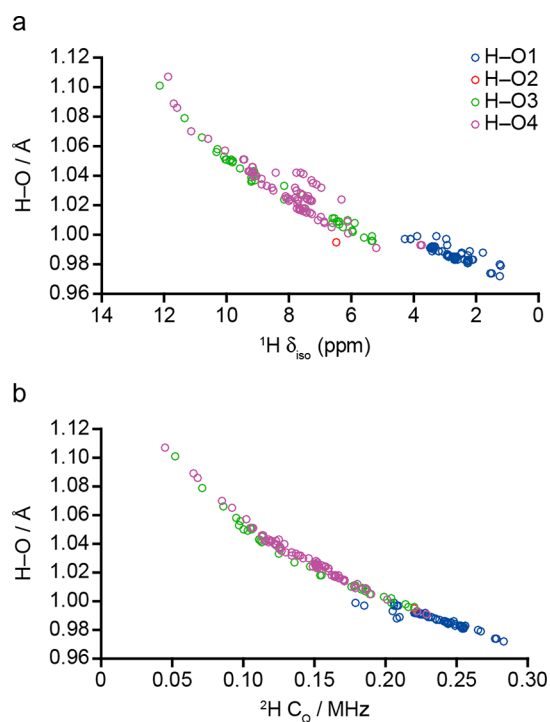 a
1.12
1.10
1.08
1.06
1.04
1.02
1.00
0.98
0.96
H–O / Å
H–O1
H–O2
H–O3
H–O4
14 12 10 8 6 4 2 0
¹H δiso (ppm)
b
1.12
1.10
1.08
1.06
1.04
1.02
1.00
0.98
0.96
H–O / Å
0 0.05 0.10 0.15 0.20 0.25 0.30
²H CQ / MHz